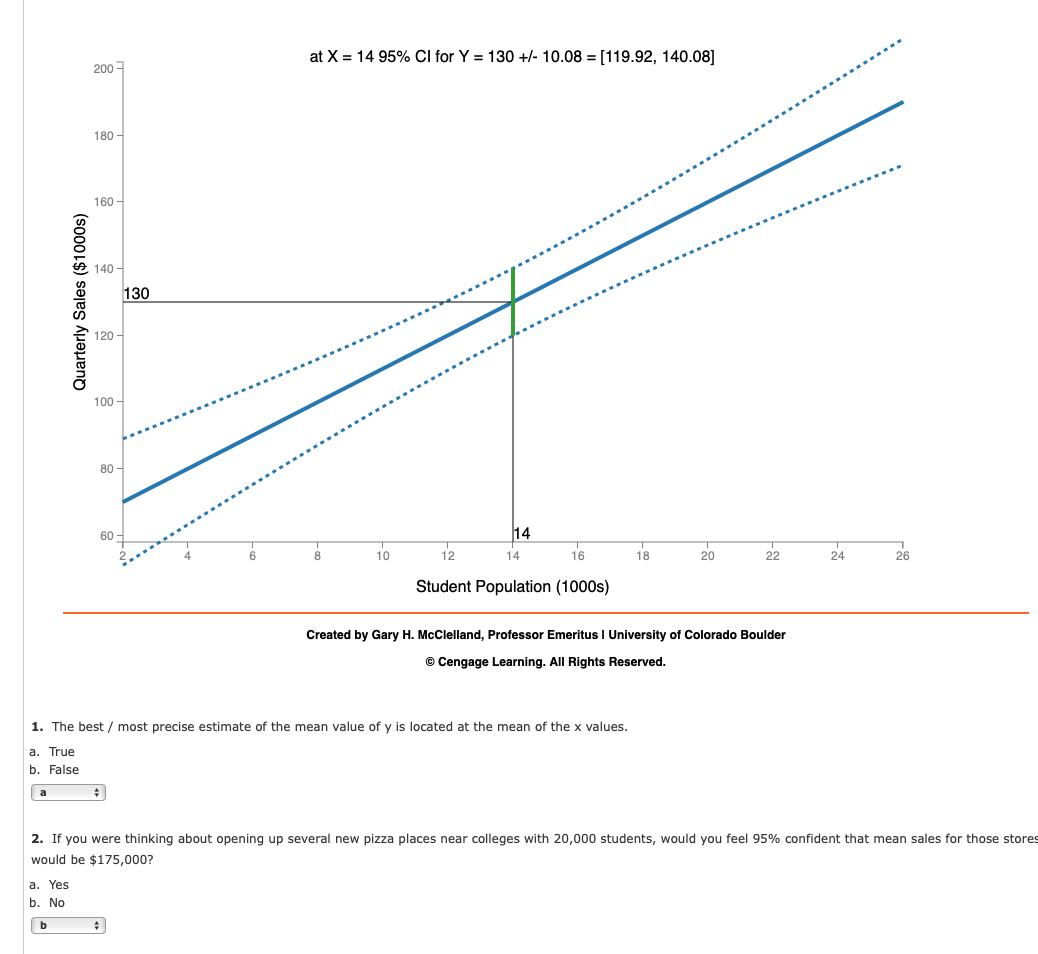 at X = 14 95% CI for Y = 130 +/- 10.08 = [119.92, 140.08]
200
180
160
140
130
120
100
80
60
14
2 4 6 8 10 12 14 16 18 20 22 24 26
Quarterly Sales ($1000s)
Student Population (1000s)
Created by Gary H. McClelland, Professor Emeritus | University of Colorado Boulder
© Cengage Learning. All Rights Reserved.
1. The best / most precise estimate of the mean value of y is located at the mean of the x values.
a. True
b. False
a
2. If you were thinking about opening up several new pizza places near colleges with 20,000 students, would you feel 95% confident that mean sales for those stores
would be $175,000?
a. Yes
b. No
b